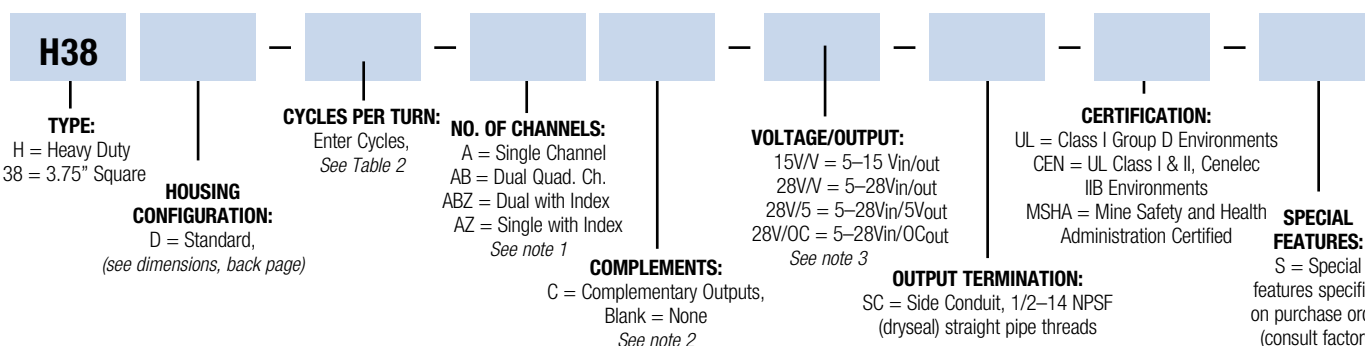 H38 — — — — — —
TYPE:
H = Heavy Duty
38 = 3.75” Square
HOUSING
CONFIGURATION:
D = Standard,
(see dimensions, back page)
CYCLES PER TURN:
Enter Cycles,
See Table 2
NO. OF CHANNELS:
A = Single Channel
AB = Dual Quad. Ch.
ABZ = Dual with Index
AZ = Single with Index
See note 1
COMPLEMENTS:
C = Complementary Outputs,
Blank = None
See note 2
VOLTAGE/OUTPUT:
15V/V = 5–15 Vin/out
28V/V = 5–28Vin/out
28V/5 = 5–28Vin/5Vout
28V/OC = 5–28Vin/OCout
See note 3
OUTPUT TERMINATION:
SC = Side Conduit, 1/2–14 NPSF
(dryseal) straight pipe threads
CERTIFICATION:
UL = Class I Group D Environments
CEN = UL Class I & II, Cenelec
IIB Environments
MSHA = Mine Safety and Health
Administration Certified
SPECIAL
FEATURES:
S = Special
features
on purchase
(consult